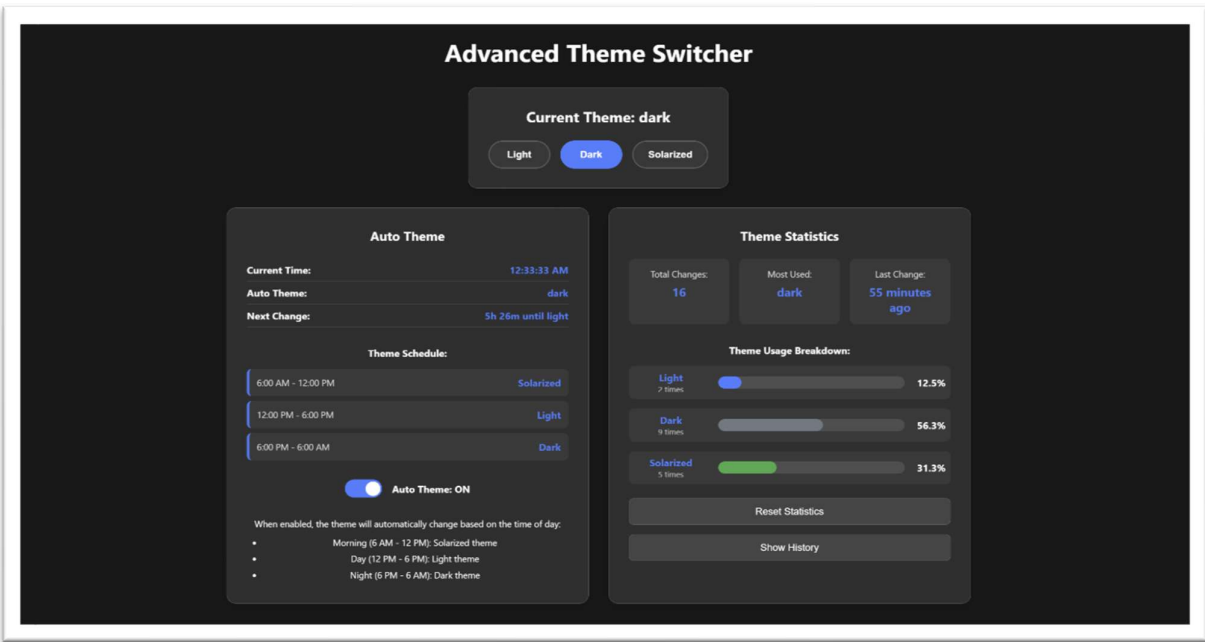 Advanced Theme Switcher
Current Theme: dark
Light Dark Solarized
Auto Theme
Current Time: 12:33:33 AM
Auto Theme: dark
Next Change: 5h 26m until light
Theme Schedule:
6:00 AM - 12:00 PM Solarized
12:00 PM - 6:00 PM Light
6:00 PM - 6:00 AM Dark
Auto Theme: ON
When enabled, the theme will automatically change based on the time of day:
• Morning (6 AM - 12 PM): Solarized theme
• Day (12 PM - 6 PM): Light theme
• Night (6 PM - 6 AM): Dark theme
Theme Statistics
Total Changes:
16
Most Used:
dark
Last Change:
55 minutes
ago
Theme Usage Breakdown:
Light
2 times
12.5%
Dark
9 times
56.3%
Solarized
5 times
31.3%
Reset Statistics
Show History